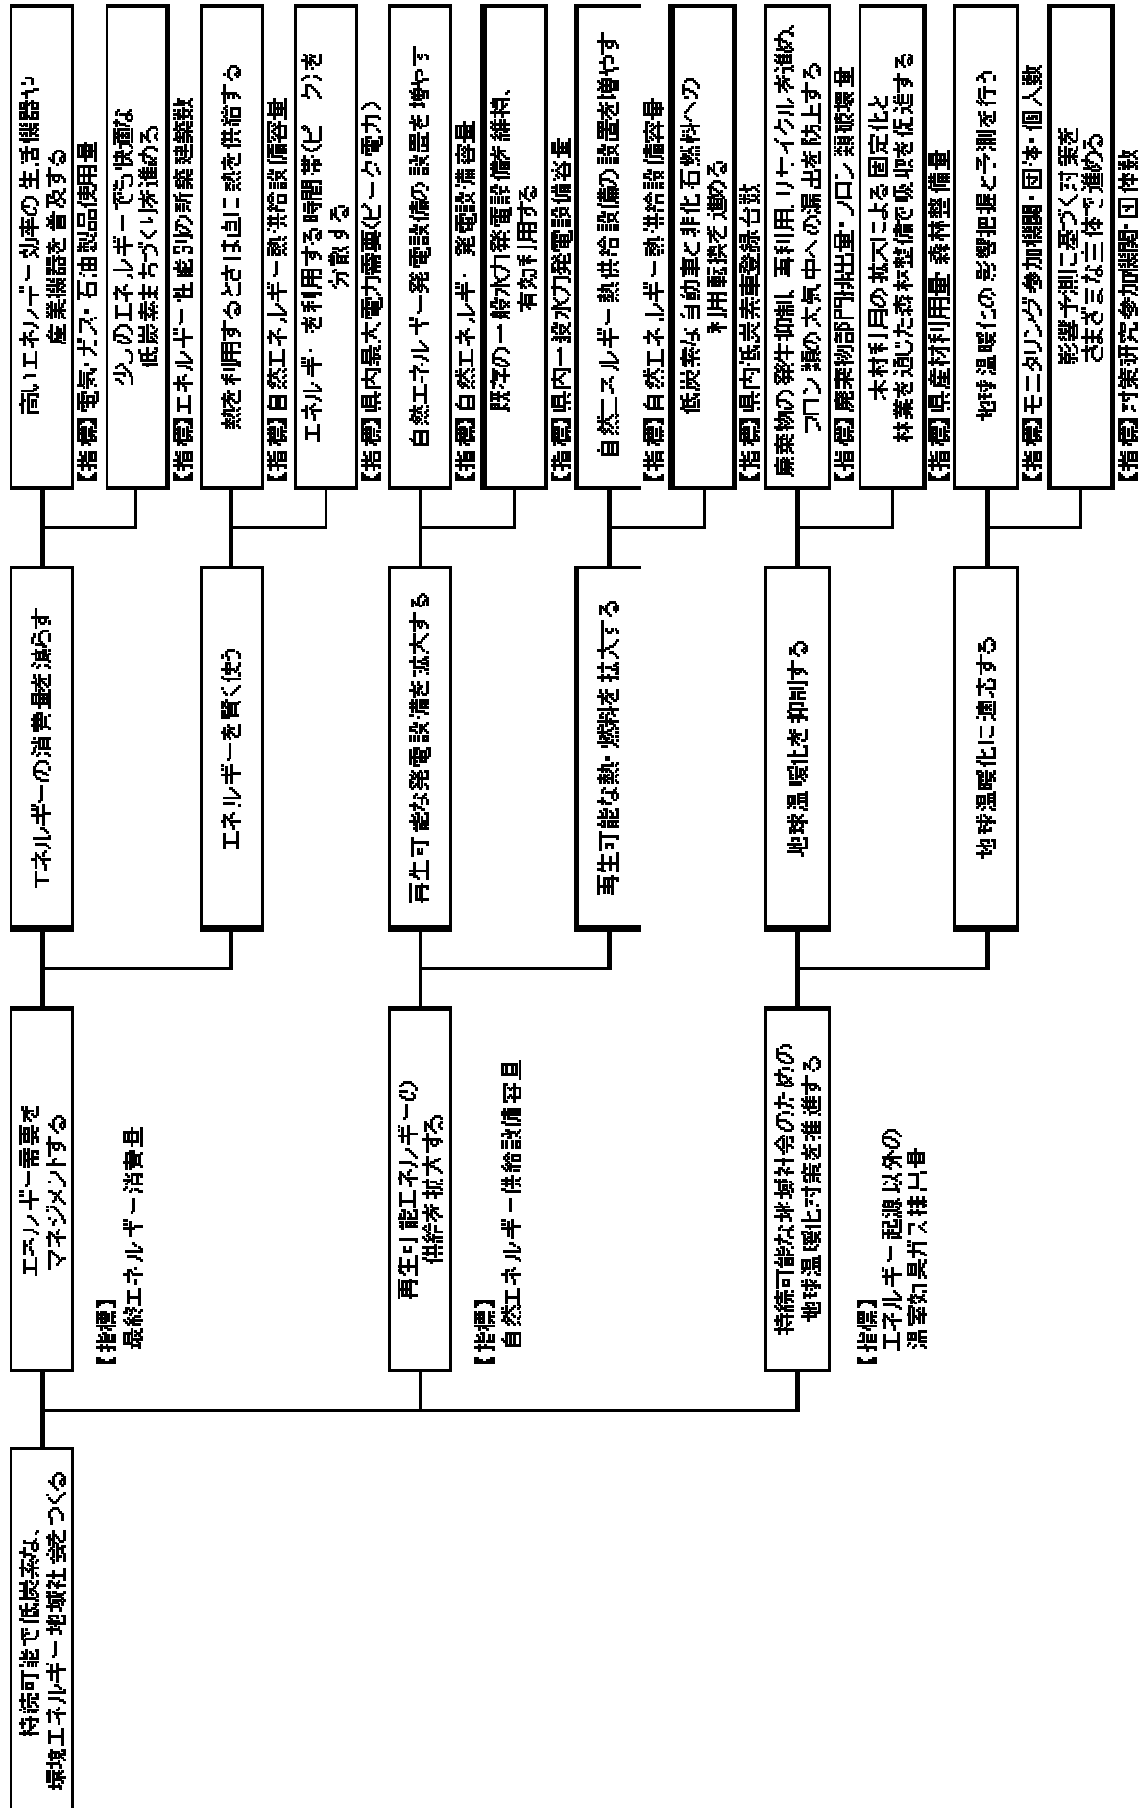 持続可能で低炭素な、
環境エネルギー地域社会をつくる
エネルギー需要を
マネジメントする
【指標】
最終エネルギー消費量
再生可能エネルギーの
供給を拡大する
【指標】
自然エネルギー供給設備容量
持続可能な地域社会のための
地球温暖化対策を推進する
【指標】
エネルギー起源以外の
温室効果ガス排出量
エネルギーの消費量を減らす
エネルギーを賢く使う
再生可能な発電設備を拡大する
再生可能な熱・燃料を拡大する
地球温暖化を抑制する
地球温暖化に適応する
高いエネルギー効率の生活機器や
産業機器を普及する
【指標】電気・ガス・石油製品使用量
少しのエネルギーでも快適な
低炭素まちづくりを進める
【指標】エネルギー性能別の新築建築数
熱を利用するときは直に熱を供給する
【指標】自然エネルギー熱供給設備容量
エネルギーを利用する時間帯(ピーク)を
分散する
【指標】県内最大電力需要(ピーク電力)
自然エネルギー発電設備の設置を増やす
【指標】自然エネルギー発電設備容量
既存の一般水力発電設備を維持、
有効利用する
【指標】県内一般水力発電設備容量
自然エネルギー熱供給設備の設置を増やす
【指標】自然エネルギー熱供給設備容量
低炭素な自動車と非化石燃料への
利用転換を進める
【指標】県内低炭素車登録台数
廃棄物の発生抑制、再利用、リサイクルを進め、
フロン類の大気中への漏出を防止する
【指標】廃棄物部門排出量・フロン類破壊量
木材利用の拡大による固定化と
林業を通じた森林整備で吸収を促進する
【指標】県産材利用量、森林整備量
地球温暖化の影響把握と予測を行う
【指標】モニタリング参加機関・団体・個人数
影響予測に基づく対策を
さまざまな主体で進める
【指標】対策研究参加機関・団体数